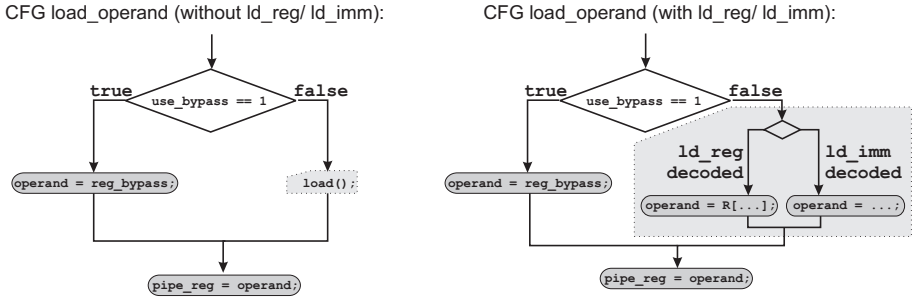 CFG load_operand (without ld_reg/ ld_imm):
true
false
use_bypass == 1
operand = reg_bypass;
load();
pipe_reg = operand;
CFG load_operand (with ld_reg/ ld_imm):
true
false
use_bypass == 1
ld_reg
decoded
ld_imm
decoded
operand = reg_bypass;
operand = R[...];
operand = ...;
pipe_reg = operand;